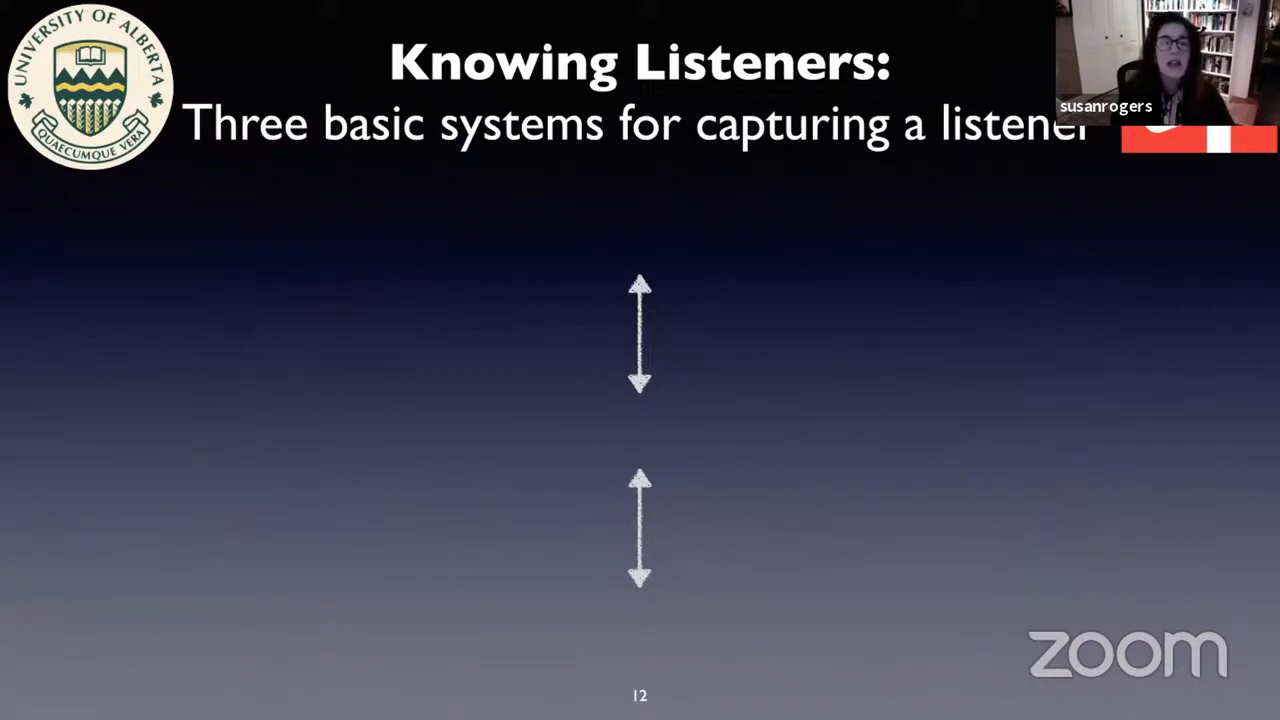 UNIVERSITY OF ALBERTA
QUAECUMQUE VERA
Knowing Listeners:
Three basic systems for capturing a listener
susanrogers
zoom
12